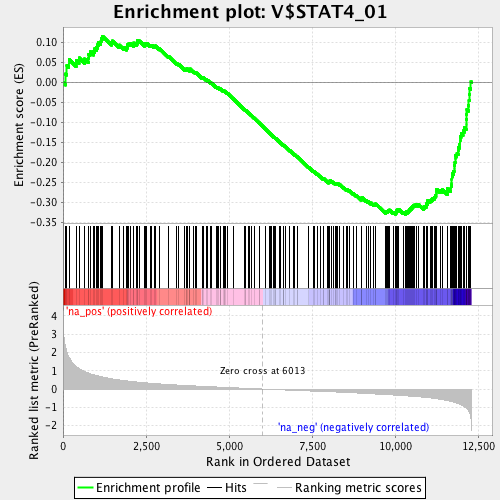 Enrichment plot: V$STAT4_01
Enrichment score (ES)
0.10
0.05
0.00
-0.05
-0.10
-0.15
-0.20
-0.25
-0.30
-0.35
'na_pos' (positively correlated)
Ranked list metric (PreRanked)
4
3
2
1
0
-1
-2
Zero cross at 6013
'na_neg' (negatively correlated)
0
2,500
5,000
7,500
10,000
12,500
Rank in Ordered Dataset
Enrichment profile
Hits
Ranking metric scores